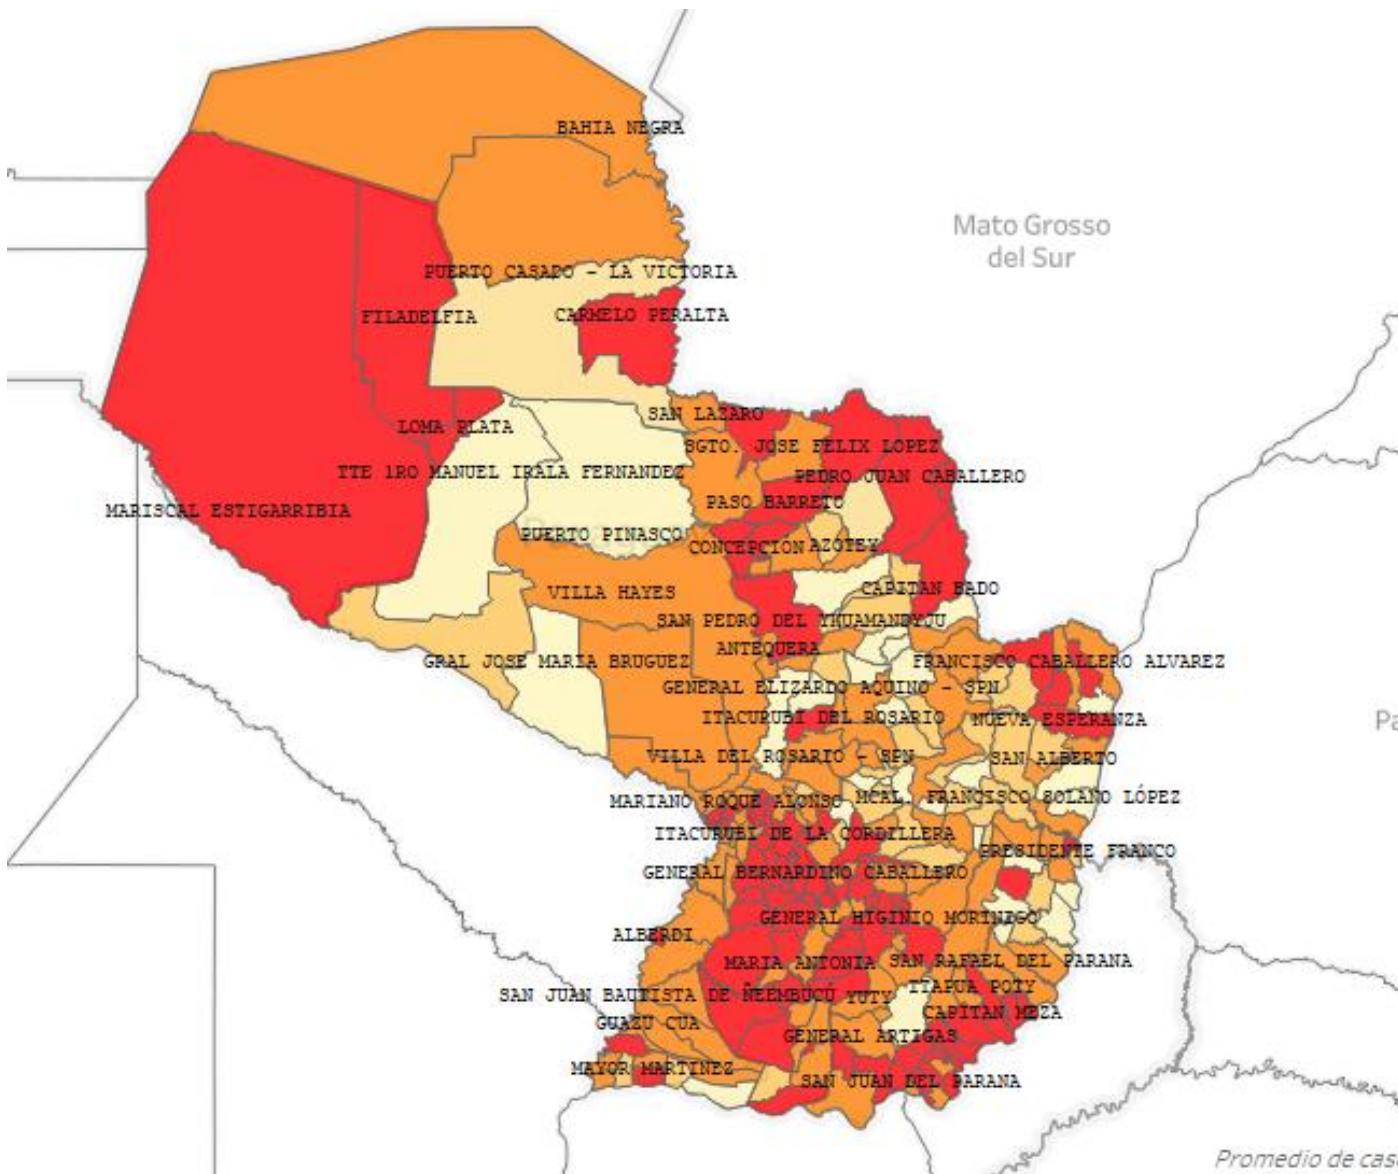 BAHIA NEGRA
Mato Grosso
del Sur
PUERTO CASADO - LA VICTORIA
FILADELFIA
CARMELO PERALTA
SAN LAZARO
LOMA PLATA
SGTO. JOSE FELIX LOPEZ
TTE 1RO MANUEL IRALA FERNANDEZ
PEDRO JUAN CABALLERO
PASO BARRETO
MARISCAL ESTIGARRIBIA
PUERTO PINASCO
CONCEPCIÓN
AZOTEY
VILLA HAYES
CAPITAN BADO
SAN PEDRO DEL YKUAMANDYJU
ANTEQUERA
GRAL JOSE MARIA BRUGUEZ
FRANCISCO CABALLERO ALVAREZ
GENERAL ELIZARDO AQUINO - SPN
ITACURUBI DEL ROSARIO
NUEVA ESPERANZA
Pa
VILLA DEL ROSARIO - SPN
SAN ALBERTO
MARIANO ROQUE ALONSO
MCAL. FRANCISCO SOLANO LÓPEZ
ITACURUBI DE LA CORDILLERA
PRESIDENTE FRANCO
GENERAL BERNARDINO CABALLERO
GENERAL HIGINIO MORINIGO
ALBERDI
MARIA ANTONIA
SAN RAFAEL DEL PARANA
SAN JUAN BAUTISTA DE ÑEEMBUCÚ
YUTY
ITAPUA POTY
CAPITAN MEZA
GUAZU CUA
GENERAL ARTIGAS
MAYOR MARTINEZ
SAN JUAN DEL PARANA
Promedio de cas